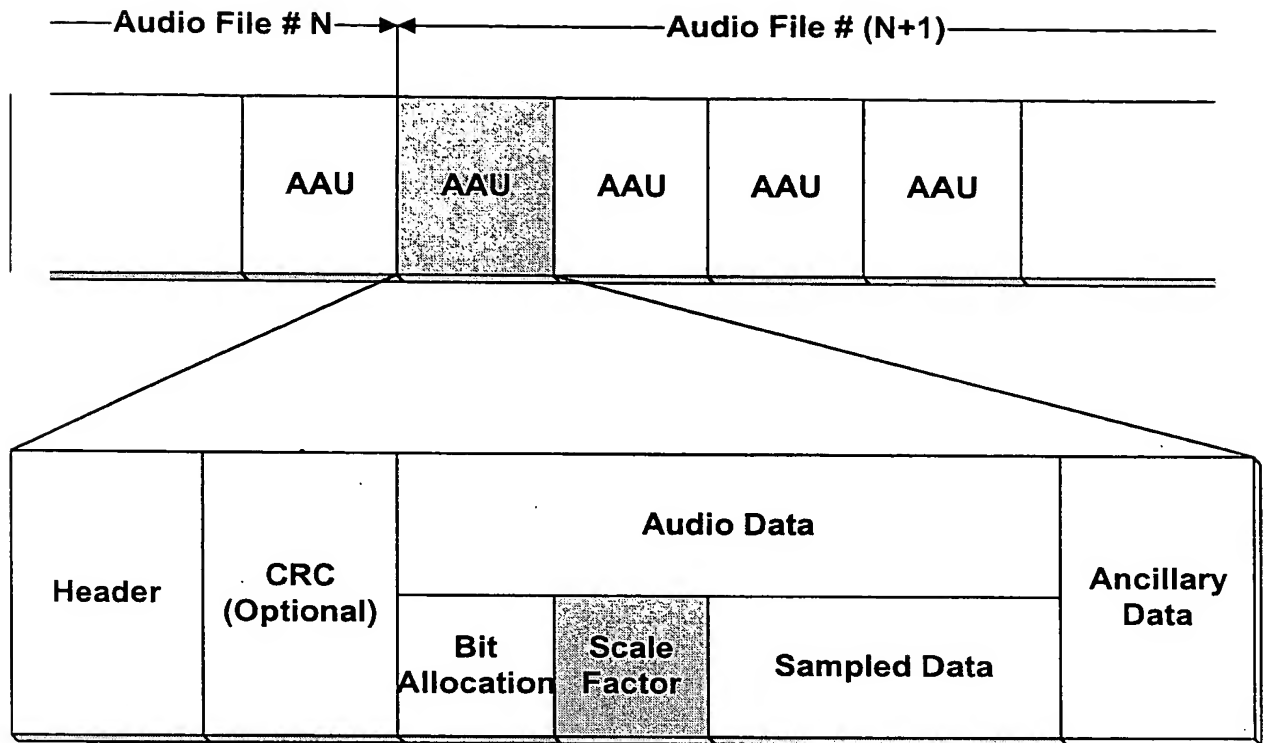 Audio File # N
Audio File # (N+1)
AAU
AAU
AAU
AAU
AAU
Header
CRC
(Optional)
Audio Data
Bit
Allocation
Scale
Factor
Sampled Data
Ancillary
Data